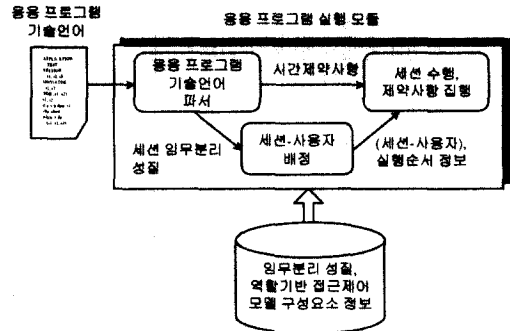 응용 프로그램
기술언어
응용 프로그램 실행 모듈
APPLICATION
응용 프로그램
기술언어
파서
시간제약사항
세션 수행,
제약사항 집행
세션 임무분리
성질
세션-사용자
배정
(세션-사용자),
실행순서 정보
임무분리 성질,
역할기반 접근제어
모델 구성요소 정보